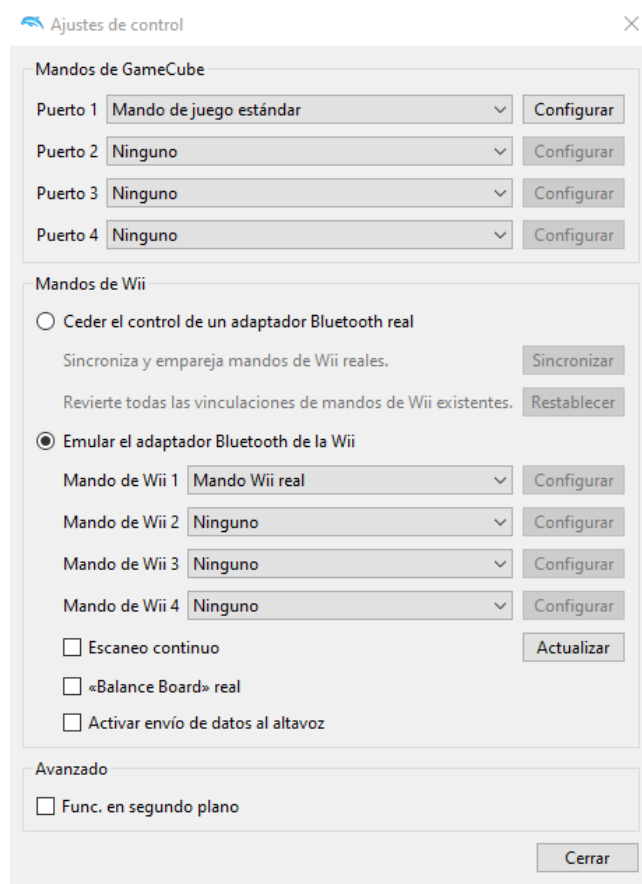 Ajustes de control
Mandos de GameCube
Puerto 1 Mando de juego estándar Configurar
Puerto 2 Ninguno Configurar
Puerto 3 Ninguno Configurar
Puerto 4 Ninguno Configurar
Mandos de Wii
Ceder el control de un adaptador Bluetooth real
Sincroniza y empareja mandos de Wii reales. Sincronizar
Revierte todas las vinculaciones de mandos de Wii existentes. Restablecer
Emular el adaptador Bluetooth de la Wii
Mando de Wii 1 Mando Wii real Configurar
Mando de Wii 2 Ninguno Configurar
Mando de Wii 3 Ninguno Configurar
Mando de Wii 4 Ninguno Configurar
Escaneo continuo Actualizar
«Balance Board» real
Activar envío de datos al altavoz
Avanzado
Func. en segundo plano
Cerrar